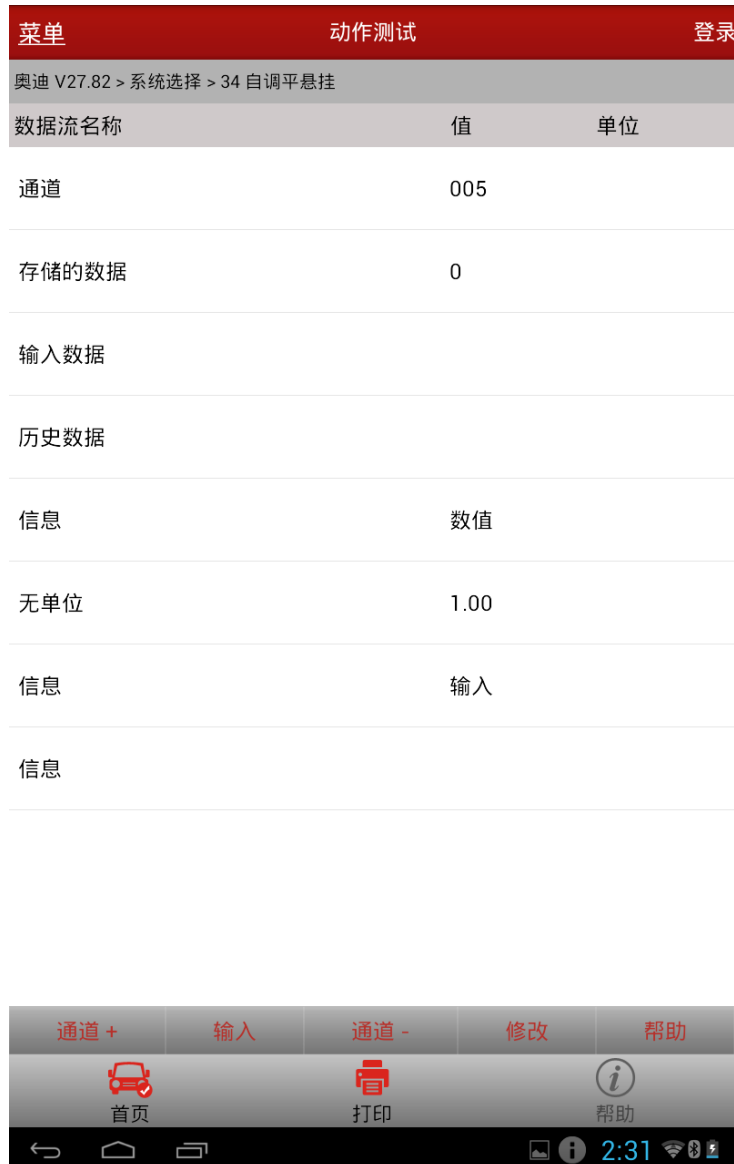 菜单 动作测试 登录
奥迪 V27.82 > 系统选择 > 34 自调平悬挂
数据流名称 值 单位
通道 005
存储的数据 0
输入数据
历史数据
信息 数值
无单位 1.00
信息 输入
信息
通道 + 输入 通道 - 修改 帮助
首页 打印 帮助
2:31